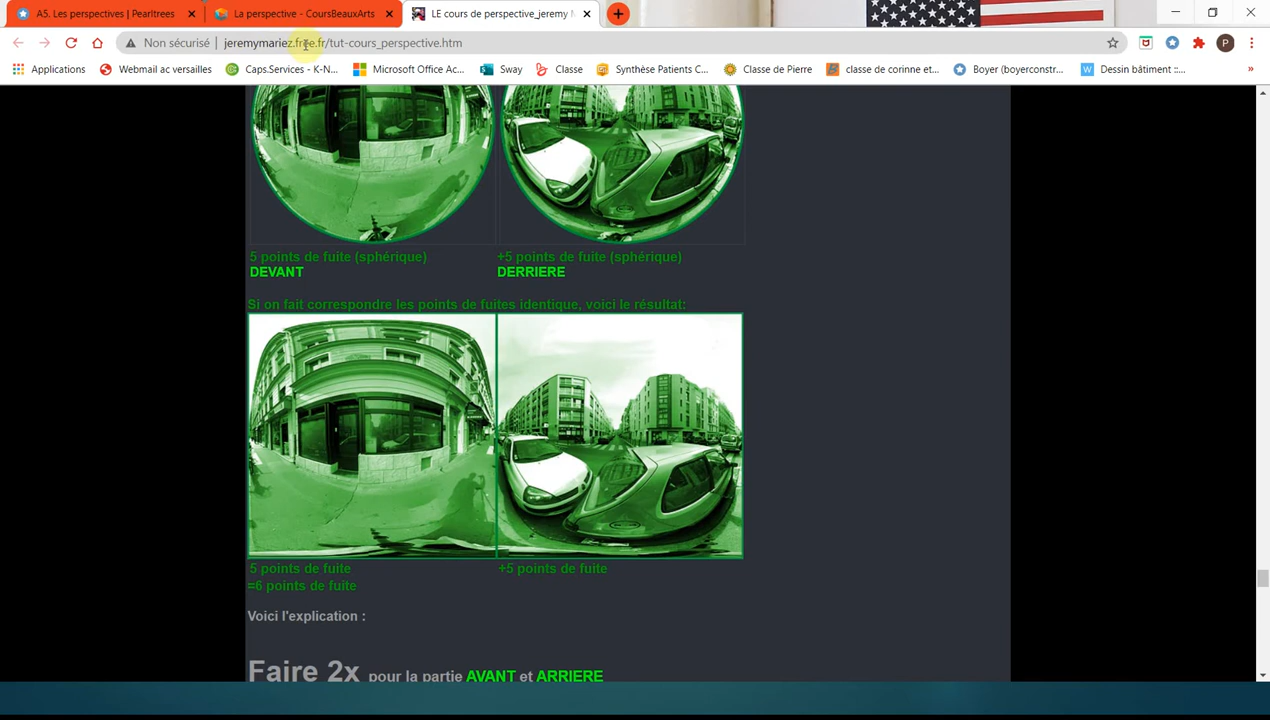 A5. Les perspectives | Pearltrees
La perspective - CoursBeauxArts
LE cours de perspective_jeremy
Non sécurisé
jeremymariez.free.fr/tut-cours_perspective.htm
P
Applications
Webmail ac versailles
Caps.Services - K-N...
Microsoft Office Ac...
Sway
Classe
Synthèse Patients C...
Classe de Pierre
classe de corinne et...
Boyer (boyerconstr...
Dessin bâtiment ::...
»
5 points de fuite (sphérique)
DEVANT
+5 points de fuite (sphérique)
DERRIERE
Si on fait correspondre les points de fuites identique, voici le résultat:
5 points de fuite
=6 points de fuite
+5 points de fuite
Voici l'explication :
Faire 2x pour la partie AVANT et ARRIERE